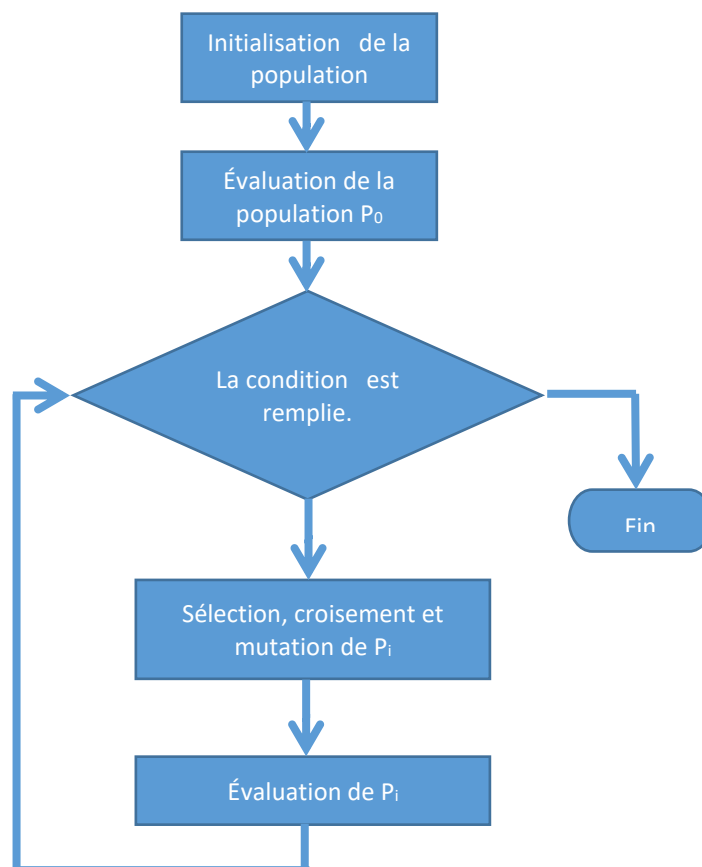 Initialisation de la
population
Évaluation de la
population P₀
La condition est
remplie.
Fin
Sélection, croisement et
mutation de Pᵢ
Évaluation de Pᵢ